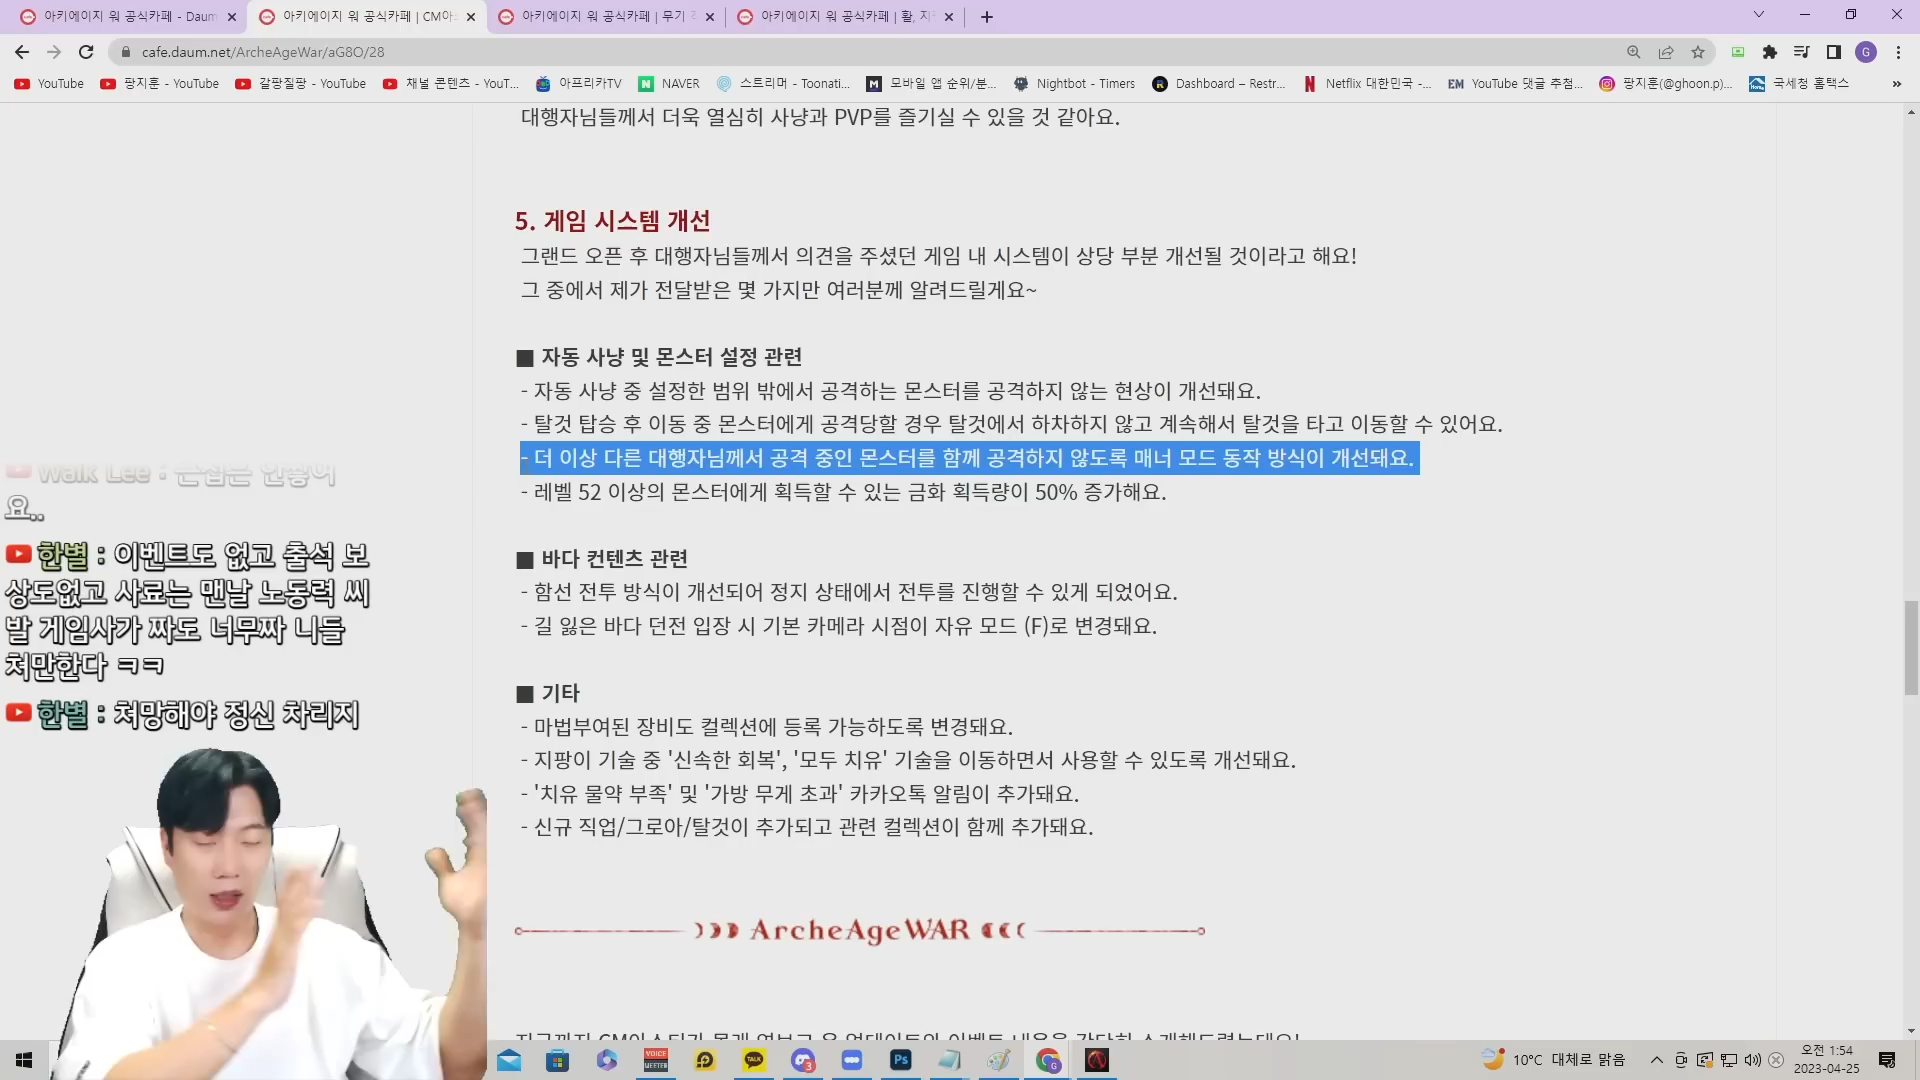 아키에이지 워 공식카페 - Daum
아키에이지 워 공식카페 | CM아스
아키에이지 워 공식카페 | 무기
아키에이지 워 공식카페 | 활, 지
cafe.daum.net/ArcheAgeWar/aG8O/28
G
YouTube
팡지훈 - YouTube
갈팡질팡 - YouTube
채널 콘텐츠 - YouT...
아프리카TV
NAVER
스트리머 - Toonati...
모바일 앱 순위/분...
Nightbot - Timers
Dashboard – Restr...
Netflix 대한민국 -...
EM YouTube 댓글 추첨...
팡지훈(@ghoon.p)...
국세청 홈택스
»
대행자님들께서 더욱 열심히 사냥과 PVP를 즐기실 수 있을 것 같아요.
5. 게임 시스템 개선
그랜드 오픈 후 대행자님들께서 의견을 주셨던 게임 내 시스템이 상당 부분 개선될 것이라고 해요!
그 중에서 제가 전달받은 몇 가지만 여러분께 알려드릴게요~
■ 자동 사냥 및 몬스터 설정 관련
- 자동 사냥 중 설정한 범위 밖에서 공격하는 몬스터를 공격하지 않는 현상이 개선돼요.
- 탈것 탑승 후 이동 중 몬스터에게 공격당할 경우 탈것에서 하차하지 않고 계속해서 탈것을 타고 이동할 수 있어요.
- 더 이상 다른 대행자님께서 공격 중인 몬스터를 함께 공격하지 않도록 매너 모드 동작 방식이 개선돼요.
- 레벨 52 이상의 몬스터에게 획득할 수 있는 금화 획득량이 50% 증가해요.
■ 바다 컨텐츠 관련
- 함선 전투 방식이 개선되어 정지 상태에서 전투를 진행할 수 있게 되었어요.
- 길 잃은 바다 던전 입장 시 기본 카메라 시점이 자유 모드 (F)로 변경돼요.
■ 기타
- 마법부여된 장비도 컬렉션에 등록 가능하도록 변경돼요.
- 지팡이 기술 중 '신속한 회복', '모두 치유' 기술을 이동하면서 사용할 수 있도록 개선돼요.
- '치유 물약 부족' 및 '가방 무게 초과' 카카오톡 알림이 추가돼요.
- 신규 직업/그로아/탈것이 추가되고 관련 컬렉션이 함께 추가돼요.
ArcheAge WAR
Walk Lee :
요..
한별 : 이벤트도 없고 출석 보
상도없고 사료는 맨날 노동력 씨
발 게임사가 짜도 너무짜 니들
처만한다 ㅋㅋ
한별 : 처망해야 정신 차리지
VOICE
MEETER
TALK
3
Ps
G
10°C 대체로 맑음
오전 1:54
2023-04-25